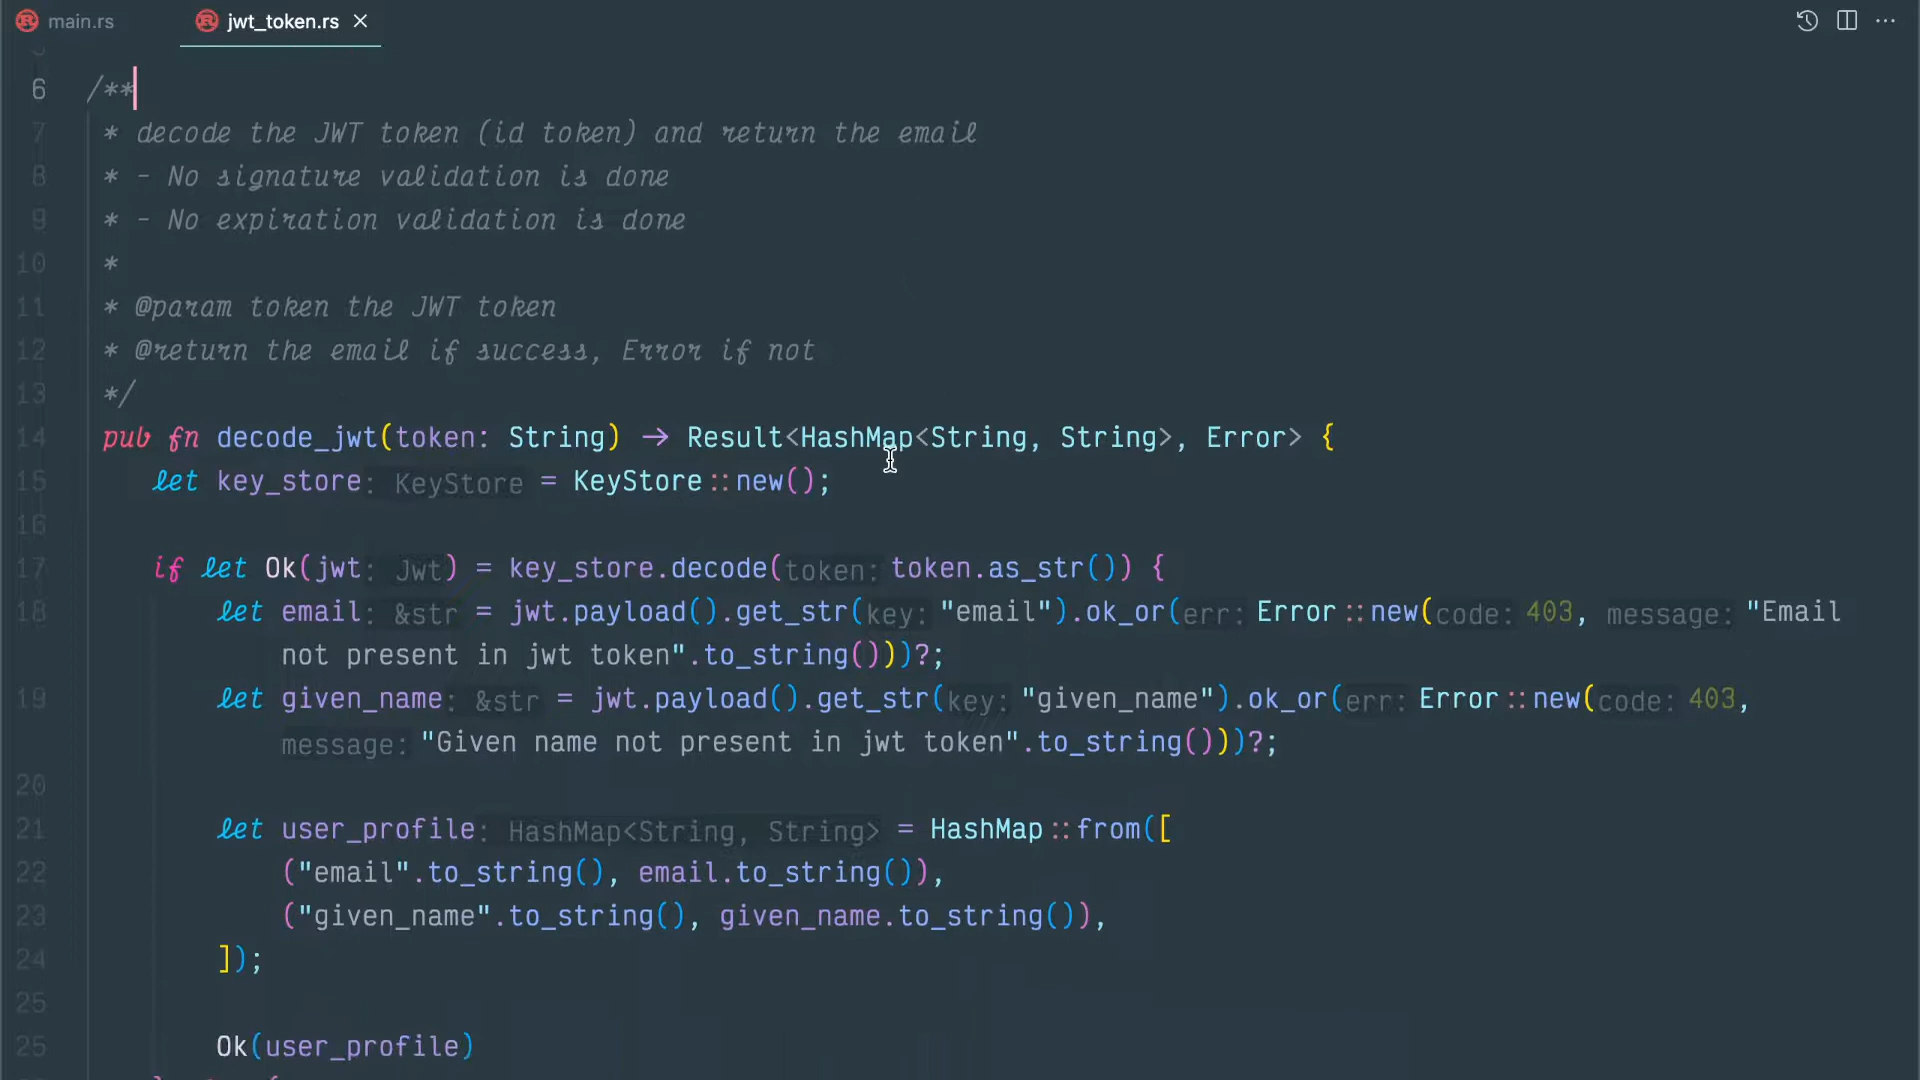 main.rs
jwt_token.rs
6 /**
7 * decode the JWT token (id token) and return the email
8 * - No signature validation is done
9 * - No expiration validation is done
10 *
11 * @param token the JWT token
12 * @return the email if success, Error if not
13 */
14 pub fn decode_jwt(token: String) → Result<HashMap<String, String>, Error> {
15 let key_store: KeyStore = KeyStore::new();
16
17 if let Ok(jwt: Jwt) = key_store.decode(token: token.as_str()) {
18 let email: &str = jwt.payload().get_str(key: "email").ok_or(err: Error::new(code: 403, message: "Email
not present in jwt token".to_string()))?;
19 let given_name: &str = jwt.payload().get_str(key: "given_name").ok_or(err: Error::new(code: 403,
message: "Given name not present in jwt token".to_string()))?;
20
21 let user_profile: HashMap<String, String> = HashMap::from([
22 ("email".to_string(), email.to_string()),
23 ("given_name".to_string(), given_name.to_string()),
24 ]);
25
25 Ok(user_profile)